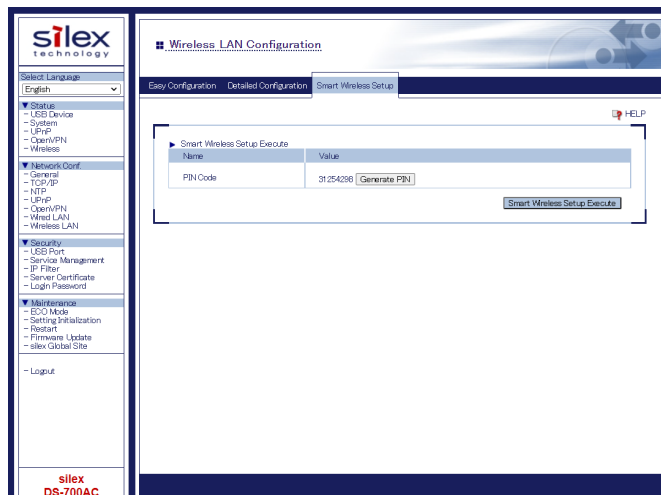 silex
technology
Select Language
English
▼ Status
- USB Device
- System
- UPnP
- OpenVPN
- Wireless
▼ Network Conf.
- General
- TCP/IP
- NTP
- UPnP
- OpenVPN
- Wired LAN
- Wireless LAN
▼ Security
- USB Port
- Service Management
- IP Filter
- Server Certificate
- Login Password
▼ Maintenance
- ECO Mode
- Setting Initialization
- Restart
- Firmware Update
- silex Global Site
- Logout
silex
DS-700AC
Wireless LAN Configuration
Easy Configuration Detailed Configuration Smart Wireless Setup
HELP
Smart Wireless Setup Execute
Name Value
PIN Code 31254298 Generate PIN
Smart Wireless Setup Execute